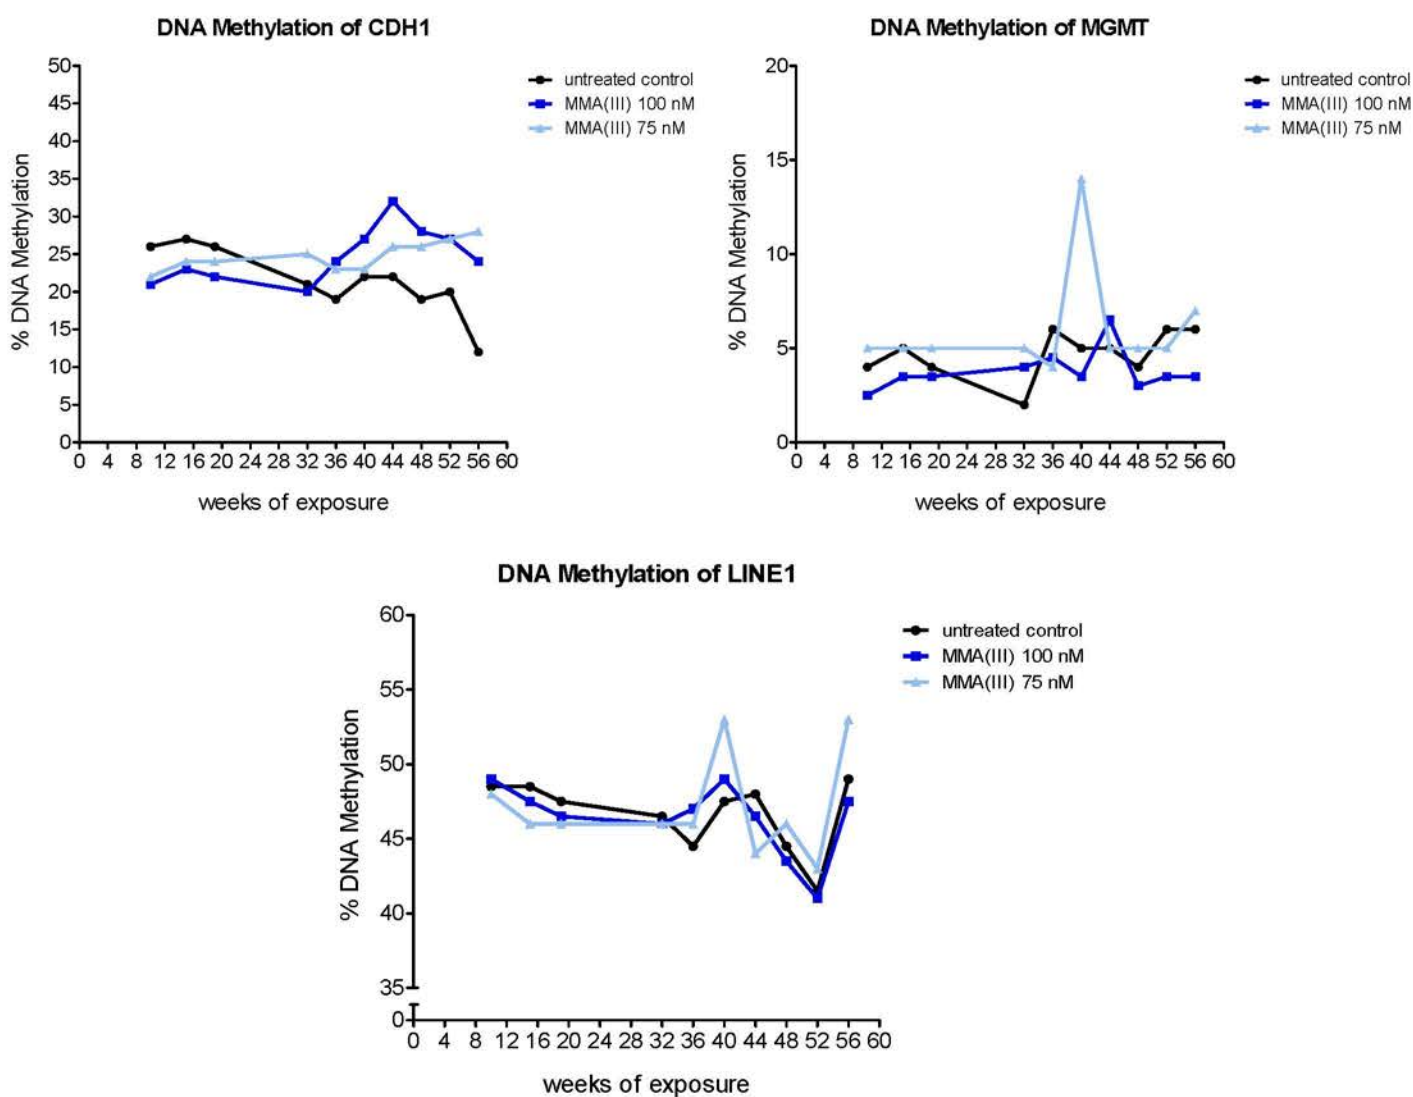 DNA Methylation of CDH1
50
45
40
35
30
25
20
15
10
5
0
% DNA Methylation
0 4 8 12 16 20 24 28 32 36 40 44 48 52 56 60
weeks of exposure
untreated control
MMA(III) 100 nM
MMA(III) 75 nM
DNA Methylation of MGMT
20
15
10
5
0
% DNA Methylation
0 4 8 12 16 20 24 28 32 36 40 44 48 52 56 60
weeks of exposure
untreated control
MMA(III) 100 nM
MMA(III) 75 nM
DNA Methylation of LINE1
60
55
50
45
40
35
0
% DNA Methylation
0 4 8 12 16 20 24 28 32 36 40 44 48 52 56 60
weeks of exposure
untreated control
MMA(III) 100 nM
MMA(III) 75 nM